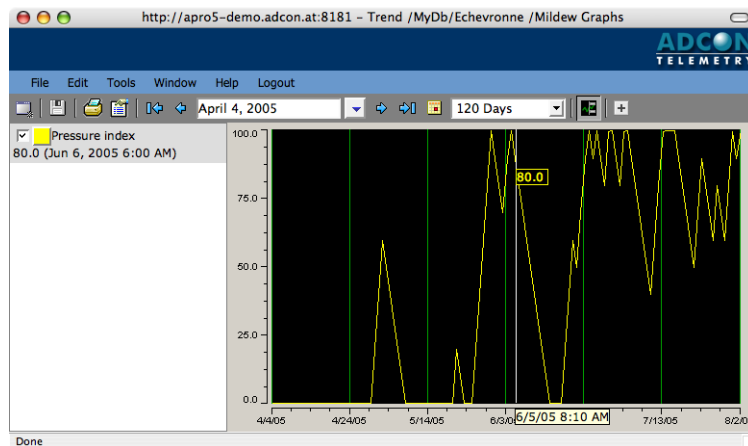 http://apro5-demo.adcon.at:8181 – Trend /MyDb/Echevronne /Mildew Graphs
ADCON
TELEMETRY
File Edit Tools Window Help Logout
April 4, 2005 120 Days
Pressure index
80.0 (Jun 6, 2005 6:00 AM)
100.0
80.0
75.0
50.0
25.0
0.0
4/4/05 4/24/05 5/14/05 6/3/0 6/5/05 8:10 AM 7/13/05 8/2/0
Done